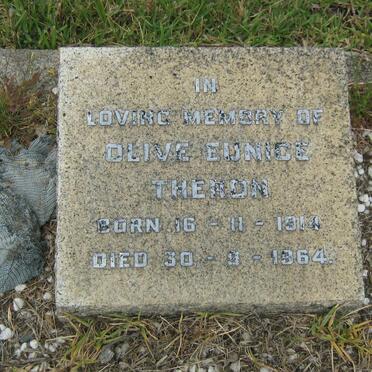 IN
LOVING MEMORY OF
OLIVE EUNICE
THERON
BORN 16 - 11 - 1914
DIED 30 - 9 - 1964.